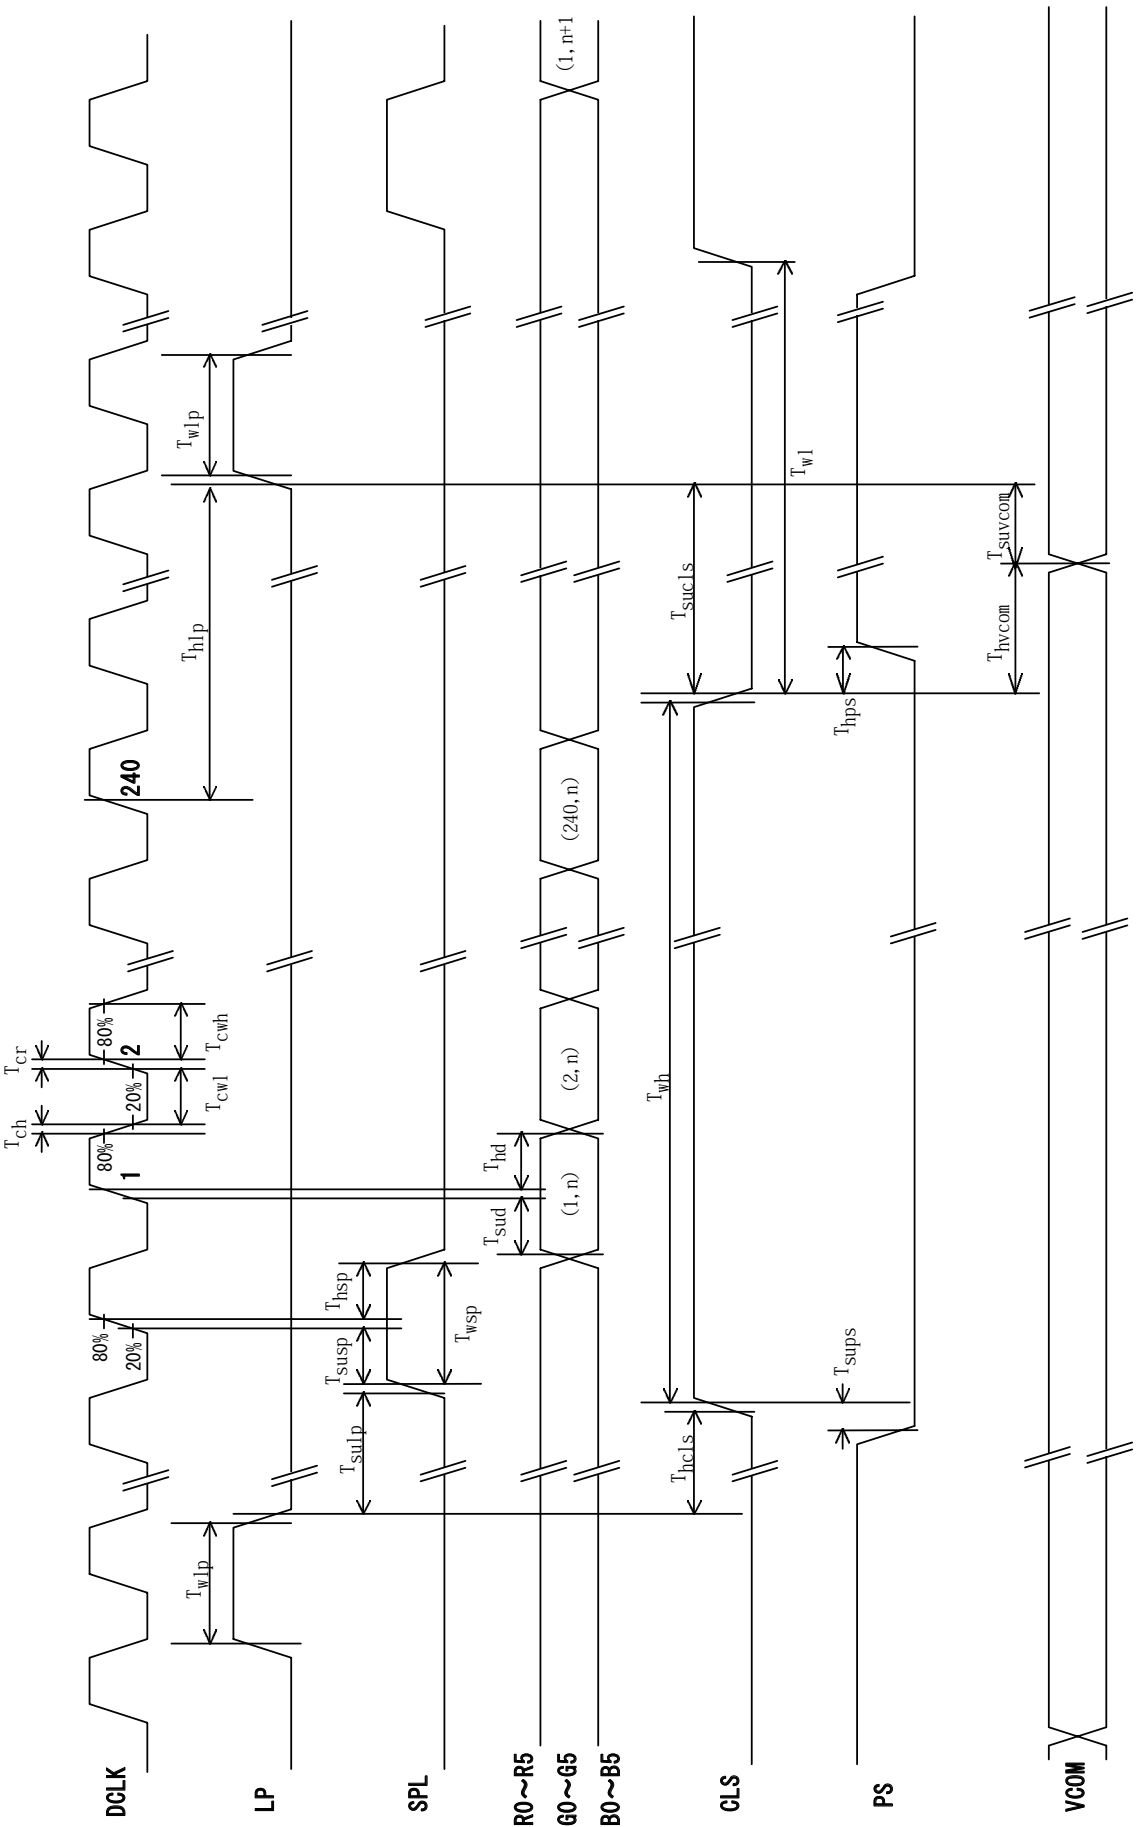 DCLK
Tch
Tcr
80%
20%
1
80%
20%
2
80%
240
Tcwl
Tcwh
LP
Twlp
Thlp
Twlp
SPL
Tsulp
Tsusp
Thsp
Twsp
R0～R5
G0～G5
B0～B5
Tsud
Thd
(1,n)
(2,n)
(240,n)
(1,n+1
CLS
Thcls
Twh
Tsucls
Twl
PS
Tsups
Thps
VCOM
Thvcom
Tsuvcom